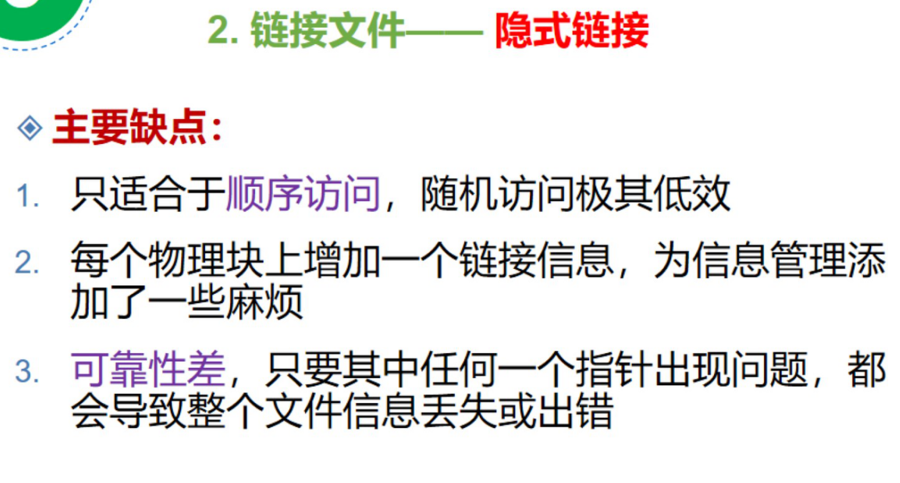 2. 链接文件—— 隐式链接
主要缺点：
1. 只适合于顺序访问，随机访问极其低效
2. 每个物理块上增加一个链接信息，为信息管理添
加了一些麻烦
3. 可靠性差，只要其中任何一个指针出现问题，都
会导致整个文件信息丢失或出错